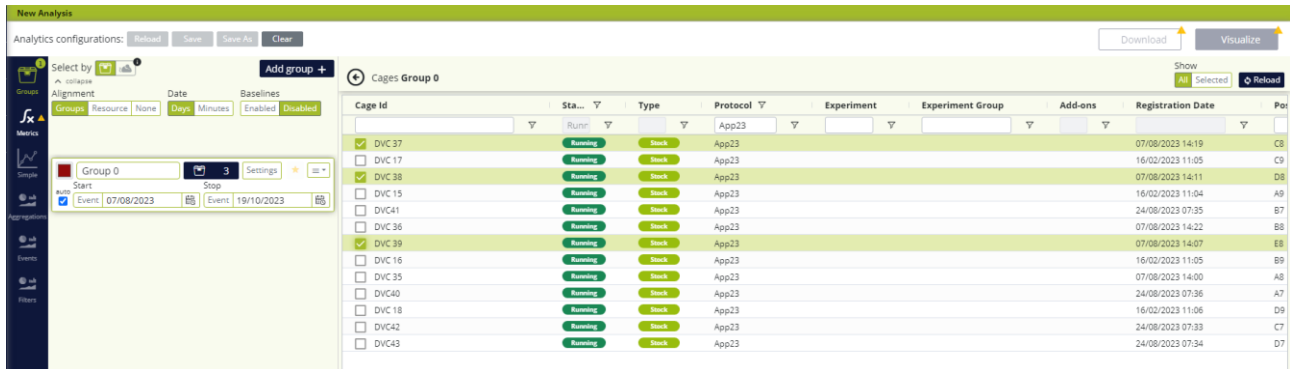 New Analysis
Analytics configurations: Reload Save Save As Clear Download Visualize
1
Groups
Metrics
Simple
Aggregations
Events
Filters
Select by Add group +
collapse
Alignment Date Baselines
Groups Resource None Days Minutes Enabled Disabled
Group 0 3 Settings
Start Stop
auto Event 07/08/2023 Event 19/10/2023
Cages Group 0
Show
All Selected Reload
Cage Id Sta... Type Protocol Experiment Experiment Group Add-ons Registration Date Pos
Runr App23
DVC 37 Running Stock App23 07/08/2023 14:19 C8
DVC 17 Running Stock App23 16/02/2023 11:05 C9
DVC 38 Running Stock App23 07/08/2023 14:11 D8
DVC 15 Running Stock App23 16/02/2023 11:04 A9
DVC41 Running Stock App23 24/08/2023 07:35 B7
DVC 36 Running Stock App23 07/08/2023 14:22 B8
DVC 39 Running Stock App23 07/08/2023 14:07 E8
DVC 16 Running Stock App23 16/02/2023 11:05 B9
DVC 35 Running Stock App23 07/08/2023 14:00 A8
DVC40 Running Stock App23 24/08/2023 07:36 A7
DVC 18 Running Stock App23 16/02/2023 11:06 D9
DVC42 Running Stock App23 24/08/2023 07:33 C7
DVC43 Running Stock App23 24/08/2023 07:34 D7